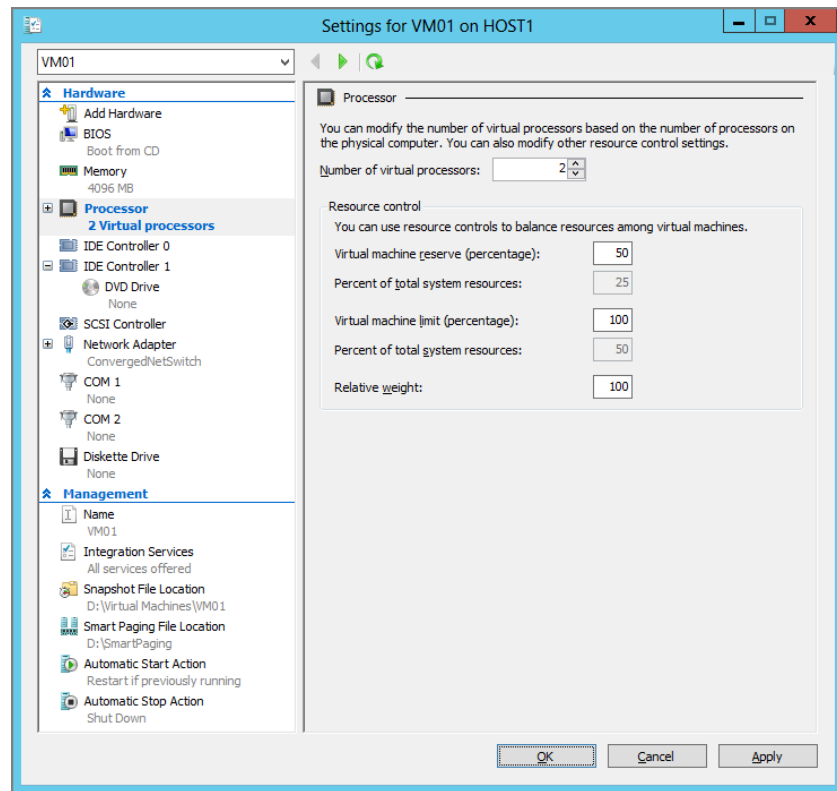 Settings for VM01 on HOST1
VM01
Hardware
Add Hardware
BIOS
Boot from CD
Memory
4096 MB
Processor
2 Virtual processors
IDE Controller 0
IDE Controller 1
DVD Drive
None
SCSI Controller
Network Adapter
ConvergedNetSwitch
COM 1
None
COM 2
None
Diskette Drive
None
Management
Name
VM01
Integration Services
All services offered
Snapshot File Location
D:\Virtual Machines\VM01
Smart Paging File Location
D:\SmartPaging
Automatic Start Action
Restart if previously running
Automatic Stop Action
Shut Down
Processor
You can modify the number of virtual processors based on the number of processors on
the physical computer. You can also modify other resource control settings.
Number of virtual processors: 2
Resource control
You can use resource controls to balance resources among virtual machines.
Virtual machine reserve (percentage): 50
Percent of total system resources: 25
Virtual machine limit (percentage): 100
Percent of total system resources: 50
Relative weight: 100
OK Cancel Apply